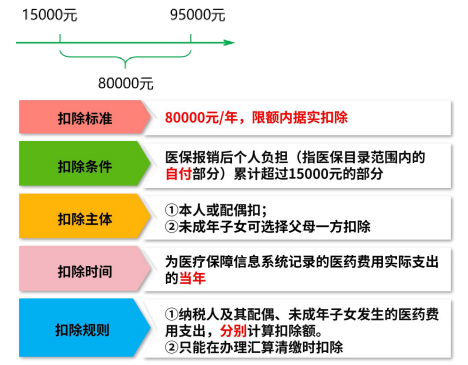 15000元 95000元
80000元
扣除标准
80000元/年，限额内据实扣除
扣除条件
医保报销后个人负担（指医保目录范围内的
自付部分）累计超过15000元的部分
扣除主体
①本人或配偶扣；
②未成年子女可选择父母一方扣除
扣除时间
为医疗保障信息系统记录的医药费用实际支出
的当年
扣除规则
①纳税人及其配偶、未成年子女发生的医药费
用支出，分别计算扣除额。
②只能在办理汇算清缴时扣除